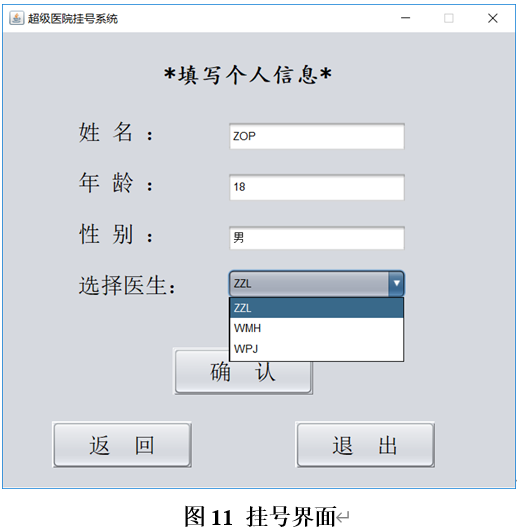 超级医院挂号系统
*填写个人信息*
姓 名 ： ZOP
年 龄 ： 18
性 别 ： 男
选择医生： ZZL
ZZL
WMH
WPJ
确 认
返 回 退 出
图 11 挂号界面